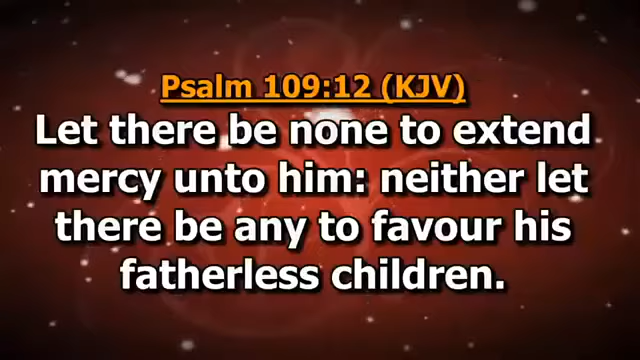 Psalm 109:12 (KJV)
Let there be none to extend
mercy unto him: neither let
there be any to favour his
fatherless children.